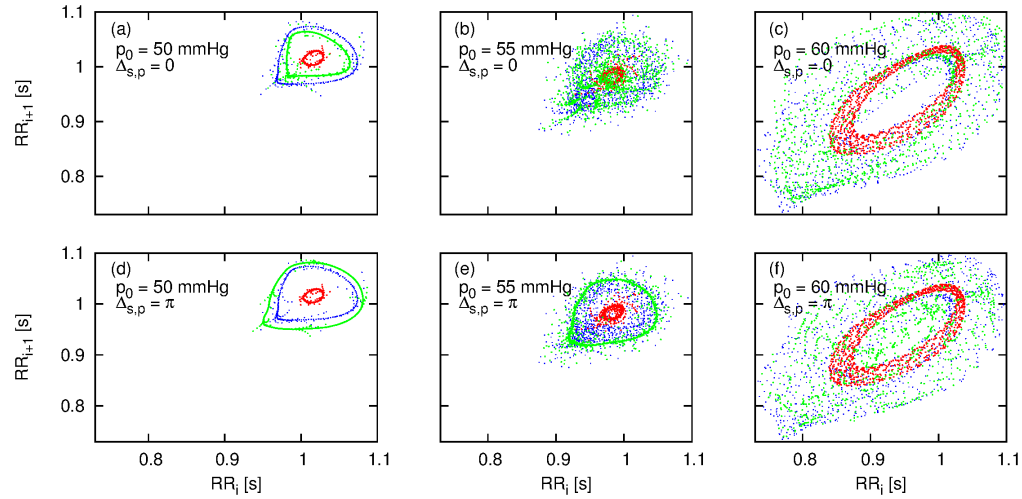 (a)
p0 = 50 mmHg
Δs,p = 0
(b)
p0 = 55 mmHg
Δs,p = 0
(c)
p0 = 60 mmHg
Δs,p = 0
1.1
1
0.9
0.8
RRi+1 [s]
(d)
p0 = 50 mmHg
Δs,p = π
(e)
p0 = 55 mmHg
Δs,p = π
(f)
p0 = 60 mmHg
Δs,p = π
1.1
1
0.9
0.8
RRi+1 [s]
0.8 0.9 1 1.1
0.8 0.9 1
0.8 0.9 1 1.1
RRi [s]
RRi [s]
RRi [s]